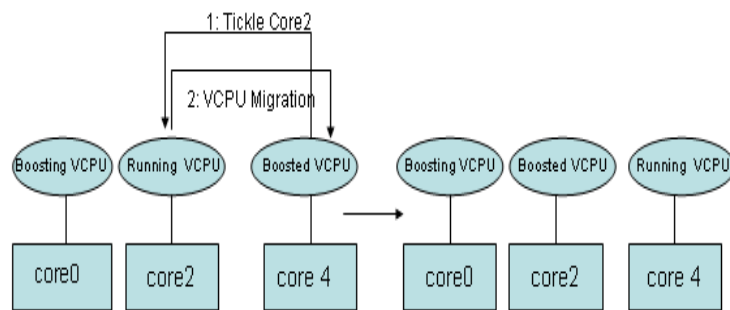 1: Tickle Core2
2: VCPU Migration
Boosting VCPU Running VCPU Boosted VCPU Boosting VCPU Boosted VCPU Running VCPU
core0 core2 core 4 core0 core2 core 4